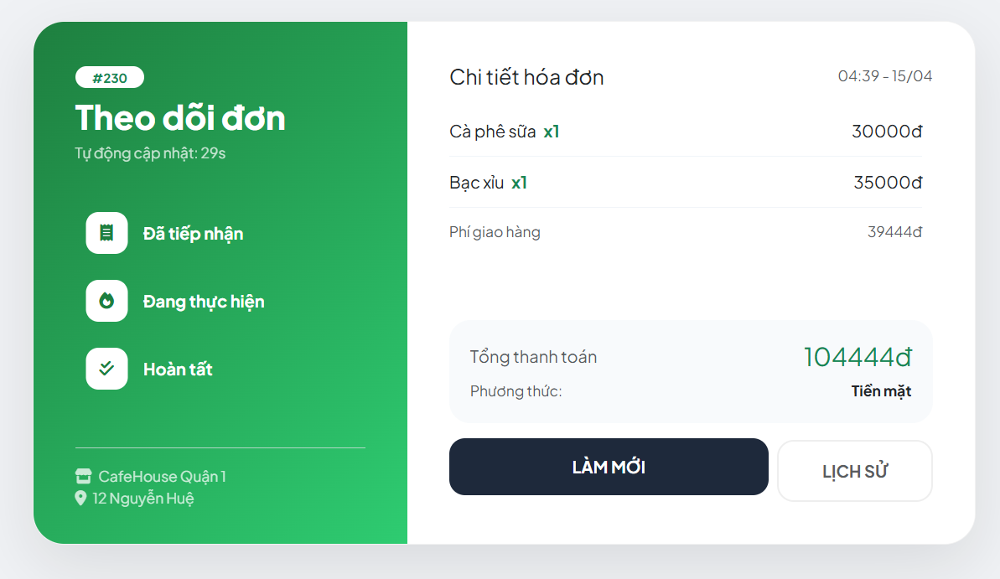 #230
Theo dõi đơn
Tự động cập nhật: 29s
Đã tiếp nhận
Đang thực hiện
Hoàn tất
CafeHouse Quận 1
12 Nguyễn Huệ
Chi tiết hóa đơn 04:39 - 15/04
Cà phê sữa x1 30000đ
Bạc xỉu x1 35000đ
Phí giao hàng 39444đ
Tổng thanh toán 104444đ
Phương thức: Tiền mặt
LÀM MỚI LỊCH SỬ